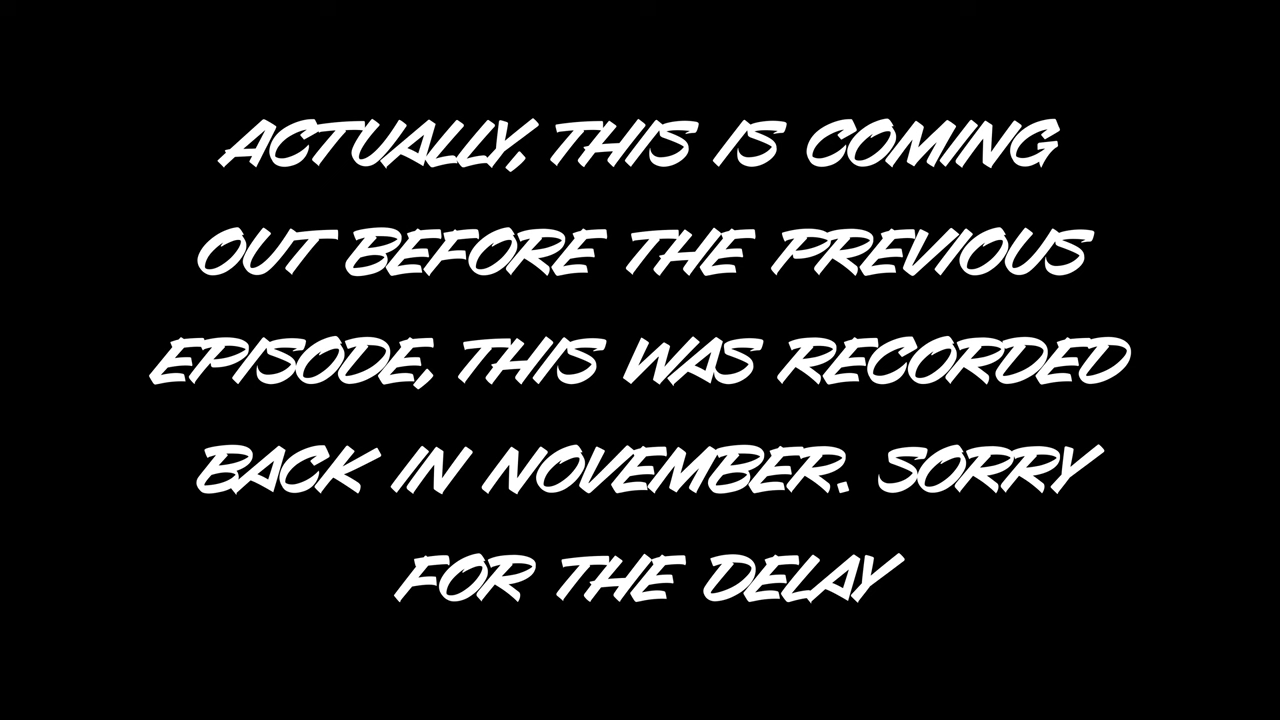 ACTUALLY, THIS IS COMING
OUT BEFORE THE PREVIOUS
EPISODE, THIS WAS RECORDED
BACK IN NOVEMBER. SORRY
FOR THE DELAY